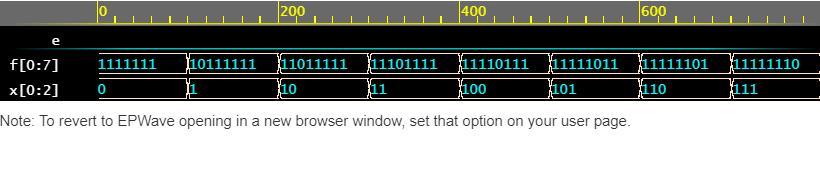 0 200 400 600
e
f[0:7] 1111111 10111111 11011111 11101111 11110111 11111011 11111101 11111110
x[0:2] 0 1 10 11 100 101 110 111
Note: To revert to EPWave opening in a new browser window, set that option on your user page.